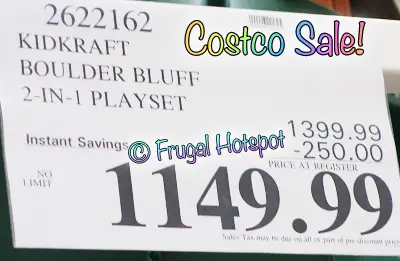 2622162
Costco Sale!
KIDKRAFT
BOULDER BLUFF
2-IN-1 PLAYSET
1399.99
Instant Savings -250.00
© Frugal Hotspot
PRICE AT REGISTER
NO
LIMIT
1149.99
Sales Tax may be due on all or part of pre discount price